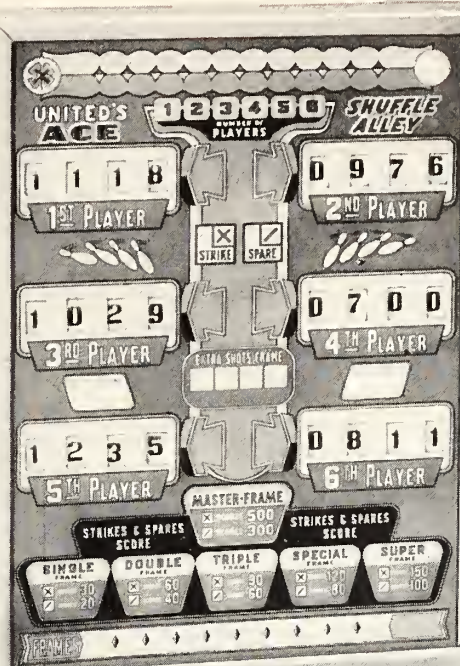 UNITED'S
ACE
1 2 3 4 5 6
NUMBER OF
PLAYERS
SHUFFLE
ALLEY
1 1 1 8
1ST PLAYER
0 9 7 6
2ND PLAYER
STRIKE
SPARE
1 0 2 9
3RD PLAYER
0 7 0 0
4TH PLAYER
EXTRA SHOTS FRAME
1 2 3 5
5TH PLAYER
0 8 1 1
6TH PLAYER
MASTER-FRAME
500
300
STRIKES & SPARES
SCORE
STRIKES & SPARES
SCORE
SINGLE
FRAME
30
20
DOUBLE
FRAME
60
40
TRIPLE
FRAME
90
60
SPECIAL
FRAME
120
80
SUPER
FRAME
150
100
FRAMES